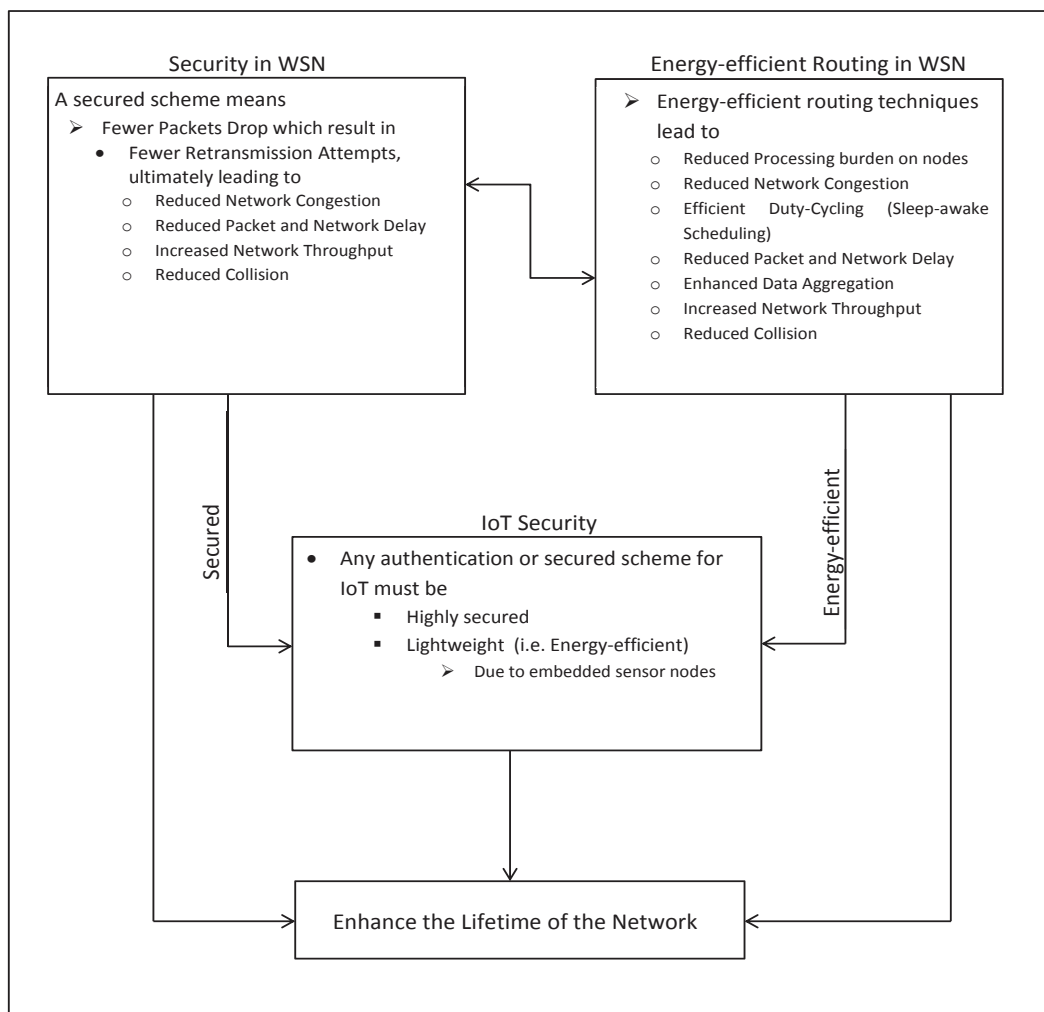 Security in WSN
A secured scheme means
➢ Fewer Packets Drop which result in
• Fewer Retransmission Attempts,
ultimately leading to
o Reduced Network Congestion
o Reduced Packet and Network Delay
o Increased Network Throughput
o Reduced Collision
Energy-efficient Routing in WSN
➢ Energy-efficient routing techniques
lead to
o Reduced Processing burden on nodes
o Reduced Network Congestion
o Efficient Duty-Cycling (Sleep-awake
Scheduling)
o Reduced Packet and Network Delay
o Enhanced Data Aggregation
o Increased Network Throughput
o Reduced Collision
Secured
Energy-efficient
IoT Security
• Any authentication or secured scheme for
IoT must be
▪ Highly secured
▪ Lightweight (i.e. Energy-efficient)
➢ Due to embedded sensor nodes
Enhance the Lifetime of the Network